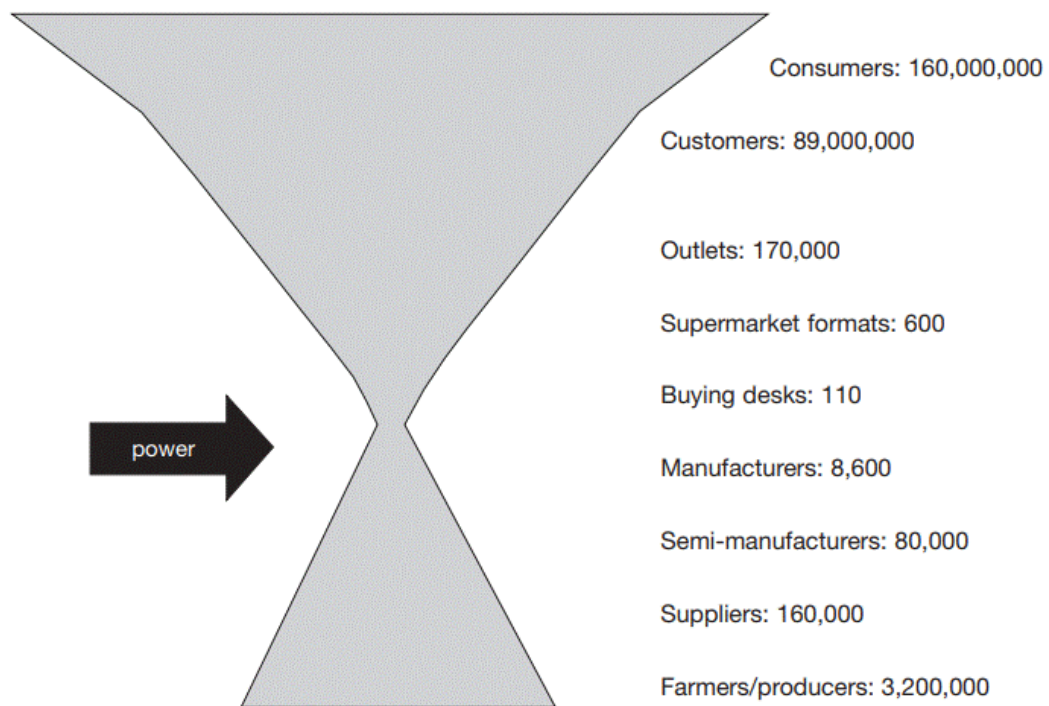 Consumers: 160,000,000
Customers: 89,000,000
Outlets: 170,000
Supermarket formats: 600
Buying desks: 110
power
Manufacturers: 8,600
Semi-manufacturers: 80,000
Suppliers: 160,000
Farmers/producers: 3,200,000